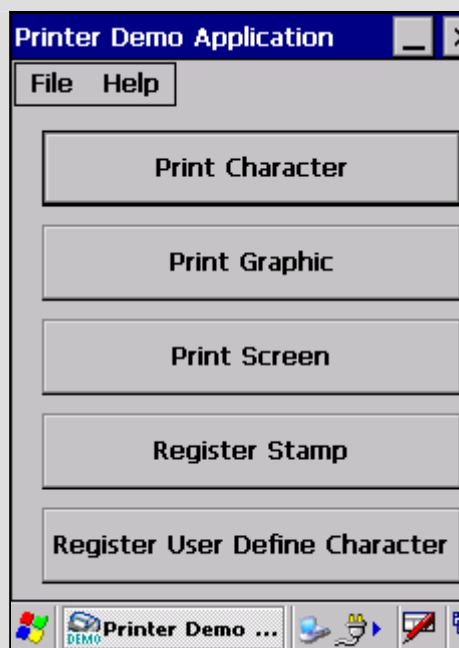 Printer Demo Application
File Help
Print Character
Print Graphic
Print Screen
Register Stamp
Register User Define Character
DEMO Printer Demo ...